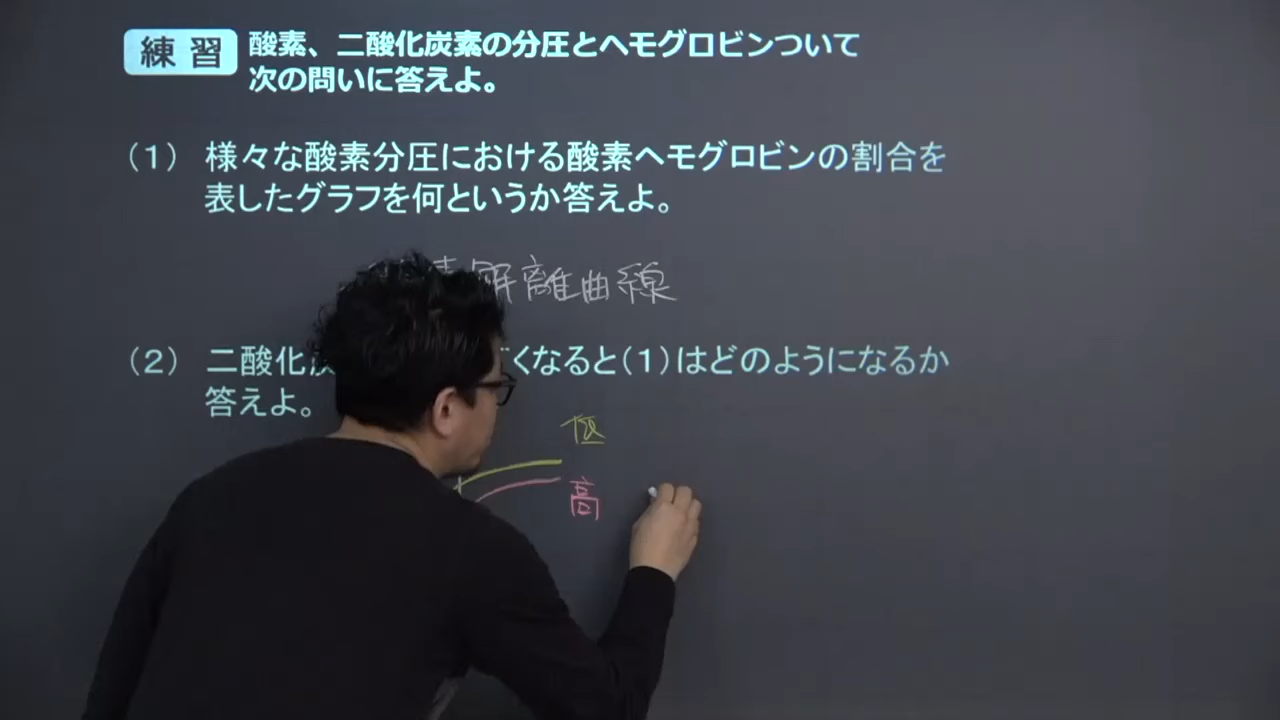 練習
酸素、二酸化炭素の分圧とヘモグロビンついて
次の問いに答えよ。
(1) 様々な酸素分圧における酸素ヘモグロビンの割合を
表したグラフを何というか答えよ。
解離曲線
(2) 二酸化炭 くなると(1)はどのようになるか
答えよ。
低
高